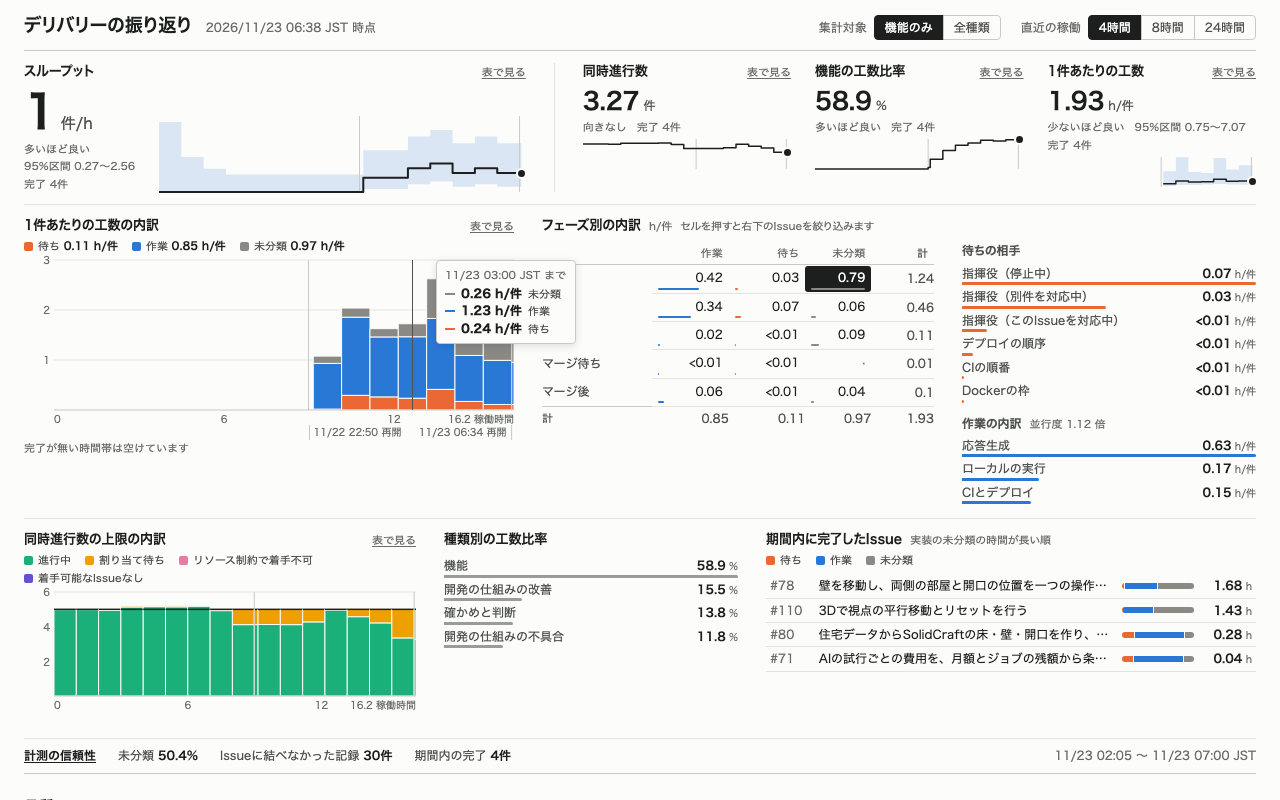 デリバリーの振り返り 2026/11/23 06:38 JST 時点
集計対象 機能のみ 全種類 直近の稼働 4時間 8時間 24時間
スループット 表で見る
1 件/h
多いほど良い
95%区間 0.27〜2.56
完了 4件
同時進行数 表で見る
3.27 件
向きなし 完了 4件
機能の工数比率 表で見る
58.9 %
多いほど良い 完了 4件
1件あたりの工数 表で見る
1.93 h/件
少ないほど良い 95%区間 0.75〜7.07
完了 4件
1件あたりの工数の内訳 表で見る
待ち 0.11 h/件 作業 0.85 h/件 未分類 0.97 h/件
3
2
1
0 6 12 16.2 稼働時間
11/22 22:50 再開 11/23 06:34 再開
完了が無い時間帯は空けています
11/23 03:00 JST まで
0.26 h/件 未分類
1.23 h/件 作業
0.24 h/件 待ち
フェーズ別の内訳 h/件 セルを押すと右下のIssueを絞り込みます
作業 待ち 未分類 計
0.42 0.03 0.79 1.24
0.34 0.07 0.06 0.46
0.02 <0.01 0.09 0.11
マージ待ち <0.01 <0.01 · 0.01
マージ後 0.06 <0.01 0.04 0.1
計 0.85 0.11 0.97 1.93
待ちの相手
指揮役（停止中） 0.07 h/件
指揮役（別件を対応中） 0.03 h/件
指揮役（このIssueを対応中） <0.01 h/件
デプロイの順序 <0.01 h/件
CIの順番 <0.01 h/件
Dockerの枠 <0.01 h/件
作業の内訳 並行度 1.12 倍
応答生成 0.63 h/件
ローカルの実行 0.17 h/件
CIとデプロイ 0.15 h/件
同時進行数の上限の内訳 表で見る
進行中 割り当て待ち リソース制約で着手不可
着手可能なIssueなし
6
4
2
0 6 12 16.2 稼働時間
種類別の工数比率
機能 58.9 %
開発の仕組みの改善 15.5 %
確かめと判断 13.8 %
開発の仕組みの不具合 11.8 %
期間内に完了したIssue 実装の未分類の時間が長い順
待ち 作業 未分類
#78 壁を移動し、両側の部屋と開口の位置を一つの操作… 1.68 h
#110 3Dで視点の平行移動とリセットを行う 1.43 h
#80 住宅データからSolidCraftの床・壁・開口を作り、… 0.28 h
#71 AIの試行ごとの費用を、月額とジョブの残額から条… 0.04 h
計測の信頼性 未分類 50.4% Issueに結べなかった記録 30件 期間内の完了 4件 11/23 02:05 〜 11/23 07:00 JST